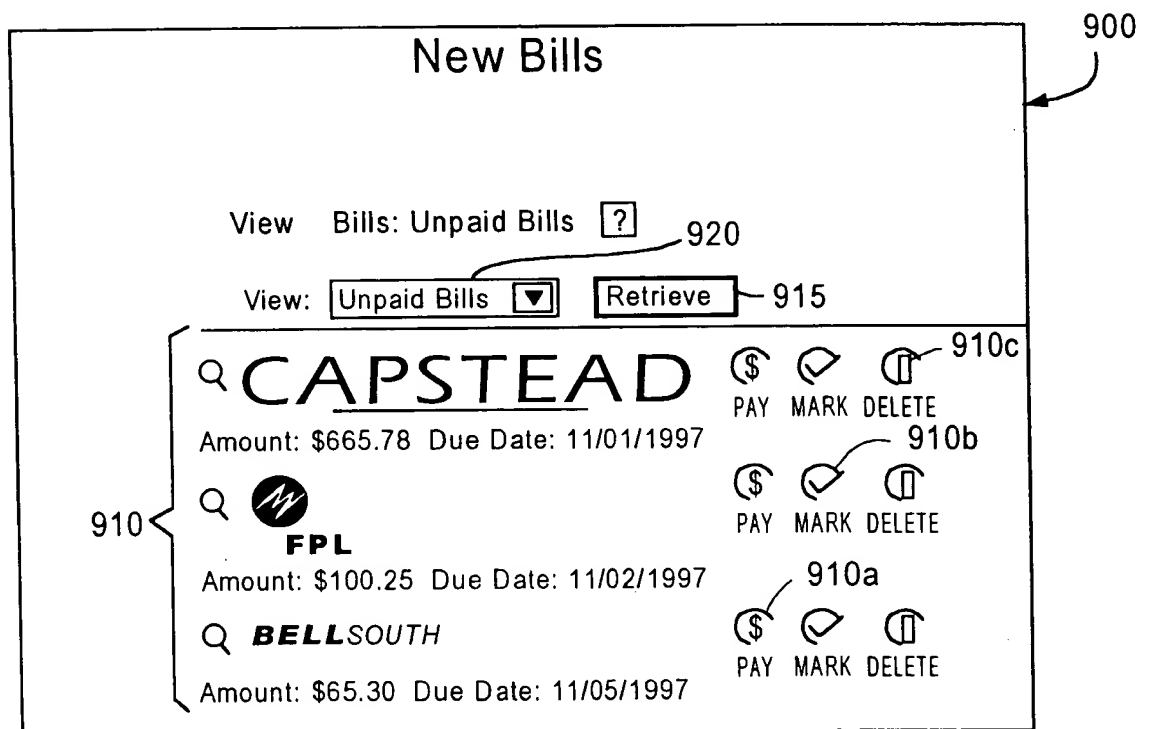 900
New Bills
View Bills: Unpaid Bills ?
920
View: Unpaid Bills Retrieve 915
910c
CAPSTEAD
PAY MARK DELETE
Amount: $665.78 Due Date: 11/01/1997
910b
910
FPL
PAY MARK DELETE
Amount: $100.25 Due Date: 11/02/1997
910a
BELLSOUTH
PAY MARK DELETE
Amount: $65.30 Due Date: 11/05/1997